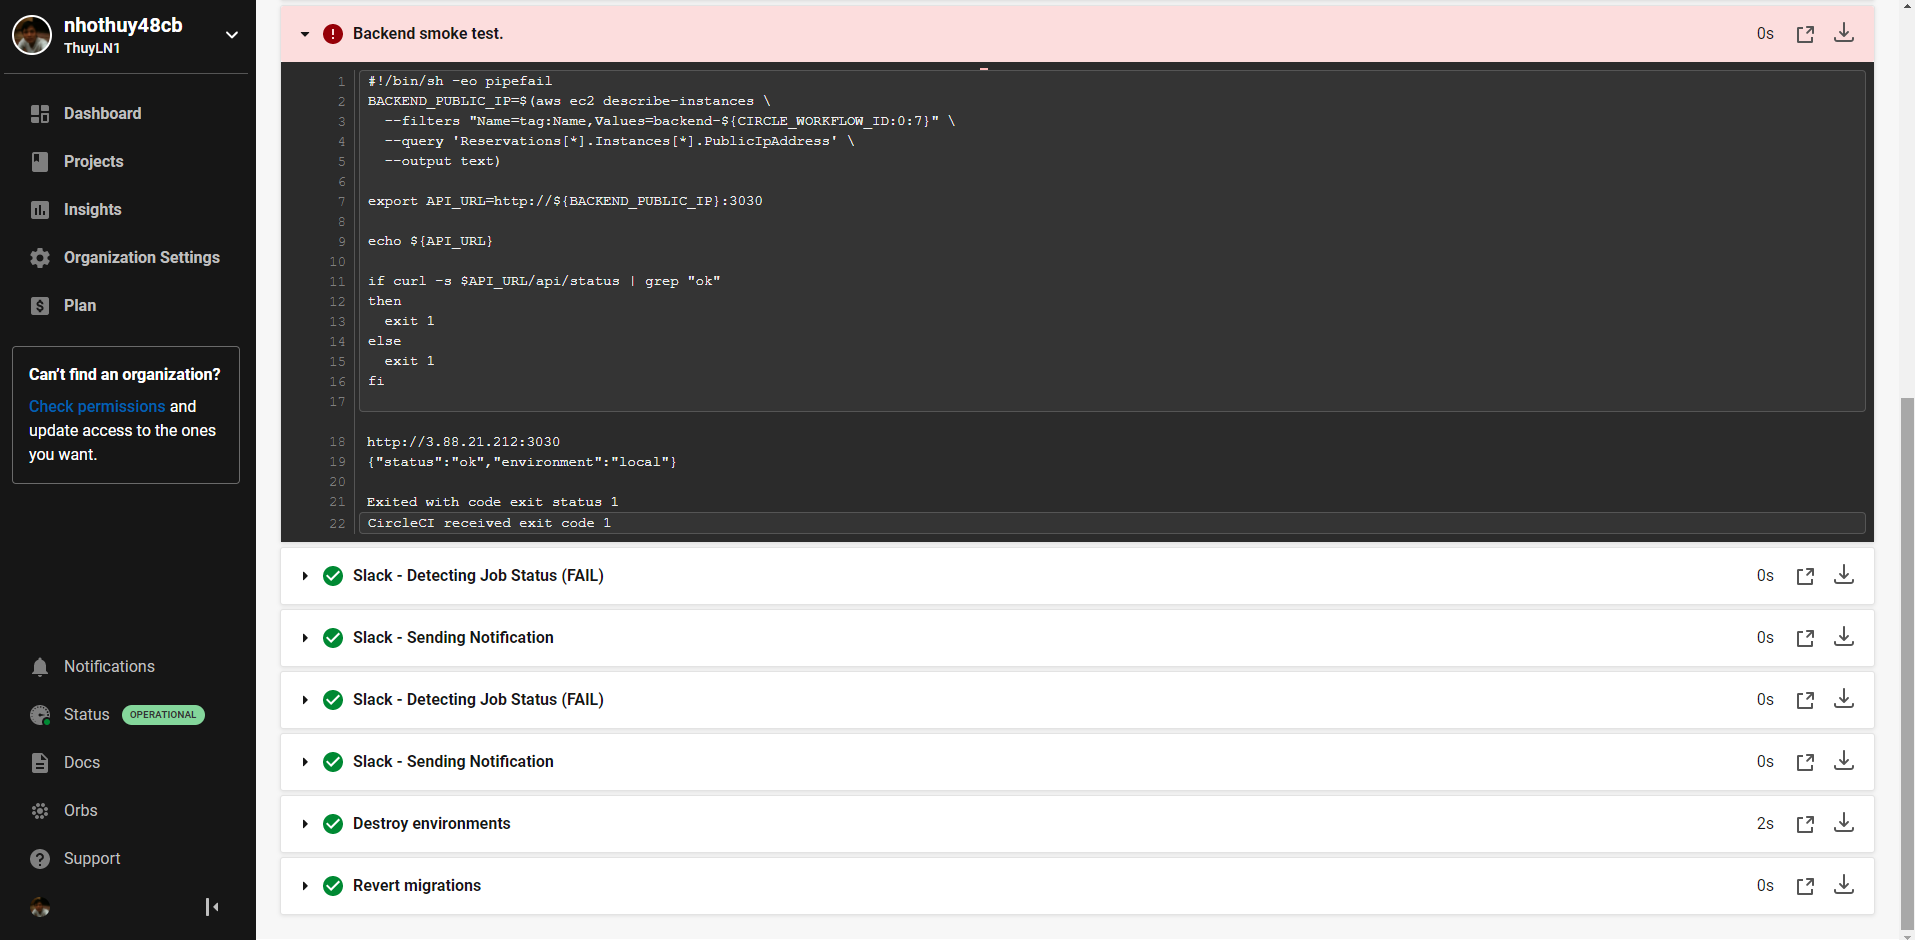 nhothuy48cb
ThuyLN1
Dashboard
Projects
Insights
Organization Settings
$ Plan
Can't find an organization?
Check permissions and
update access to the ones
you want.
Notifications
Status OPERATIONAL
Docs
Orbs
? Support
! Backend smoke test. 0s
1 #!/bin/sh -eo pipefail
2 BACKEND_PUBLIC_IP=$(aws ec2 describe-instances \
3   --filters "Name=tag:Name,Values=backend-${CIRCLE_WORKFLOW_ID:0:7}" \
4   --query 'Reservations[*].Instances[*].PublicIpAddress' \
5   --output text)
6
7 export API_URL=http://${BACKEND_PUBLIC_IP}:3030
8
9 echo ${API_URL}
10
11 if curl -s $API_URL/api/status | grep "ok"
12 then
13   exit 1
14 else
15   exit 1
16 fi
17
18 http://3.88.21.212:3030
19 {"status":"ok","environment":"local"}
20
21 Exited with code exit status 1
22 CircleCI received exit code 1
Slack - Detecting Job Status (FAIL) 0s
Slack - Sending Notification 0s
Slack - Detecting Job Status (FAIL) 0s
Slack - Sending Notification 0s
Destroy environments 2s
Revert migrations 0s